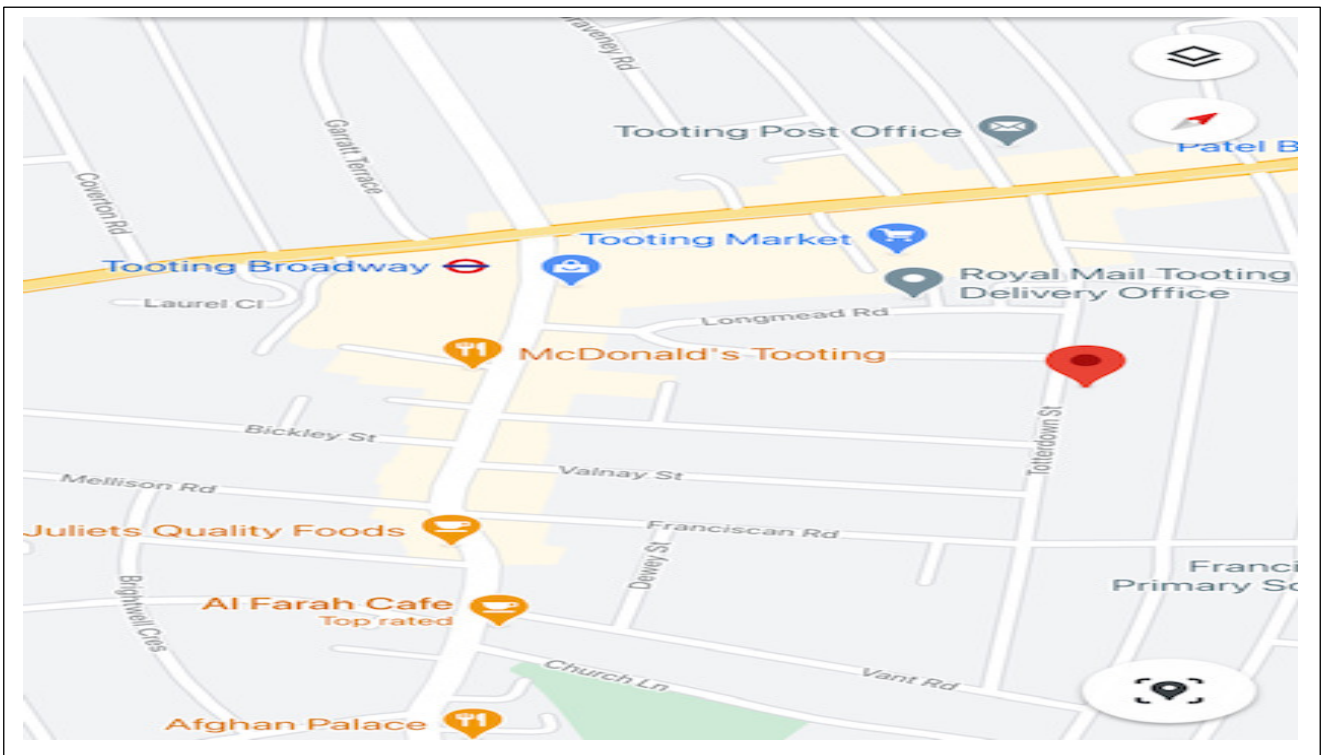 Graveney Rd
Tooting Post Office
Patel B
Garratt Terrace
Coverton Rd
Tooting Market
Tooting Broadway
Royal Mail Tooting
Delivery Office
Laurel Cl
Longmead Rd
McDonald's Tooting
Totterdown St
Bickley St
Valnay St
Mellison Rd
Juliets Quality Foods
Franciscan Rd
Dewey St
Franci
Primary Sc
Brightwell Cres
Al Farah Cafe
Top rated
Church Ln
Vant Rd
Afghan Palace